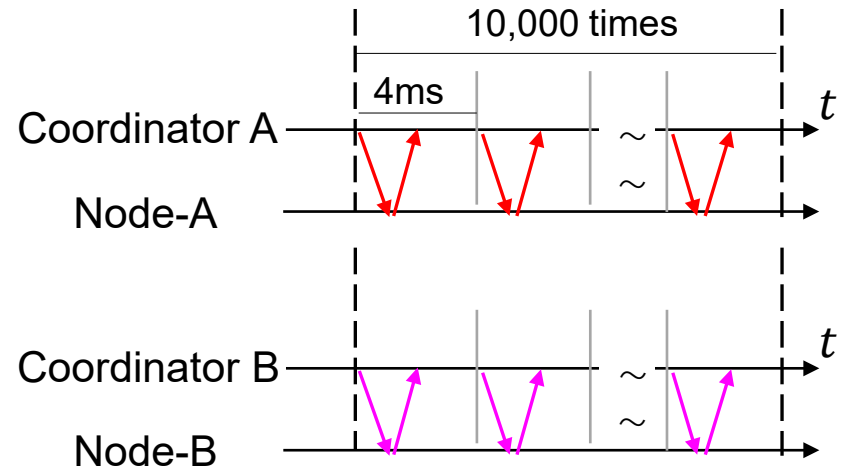 10,000 times
4ms
t
Coordinator A
~
~
Node-A
t
Coordinator B
~
~
Node-B